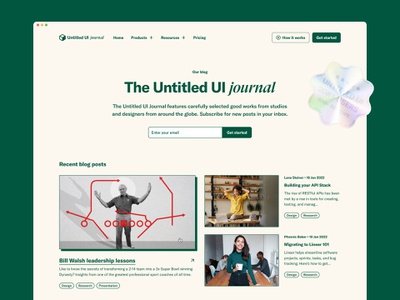 Untitled UI Journal
Home
Products
Resources
Pricing
How it works
Get started
Our blog
The Untitled UI journal
The Untitled UI Journal features carefully selected good works from studios
and designers from around the globe. Subscribe for new posts in your inbox.
Enter your email
Get started
Recent blog posts
Bill Walsh leadership lessons
Like to know the secrets of transforming a 2-14 team into a 3x Super Bowl winning
Dynasty? Insights from one of the greatest professional sport coaches of all time.
Design
Research
Presentation
Building your API Stack
The rise of RESTful APIs has been
met by a rise in tools for creating,
testing, and manag...
Design
Research
Phoenix Baker • 19 Jan 2022
Migrating to Linear 101
Linear helps streamline software
projects, sprints, tasks, and bug
tracking. Here's how to get...
Design
Research